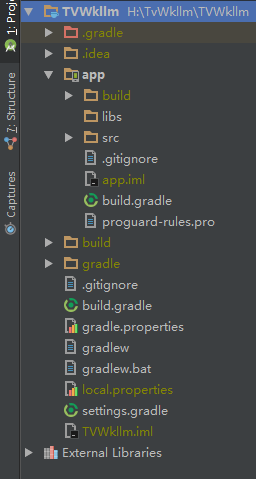 1: Proj
TVWkllm H:\TvWkllm\TVWkllm
.gradle
.idea
app
build
libs
src
.gitignore
app.iml
build.gradle
proguard-rules.pro
build
gradle
.gitignore
build.gradle
gradle.properties
gradlew
gradlew.bat
local.properties
settings.gradle
TVWkllm.iml
External Libraries
7: Structure
Captures